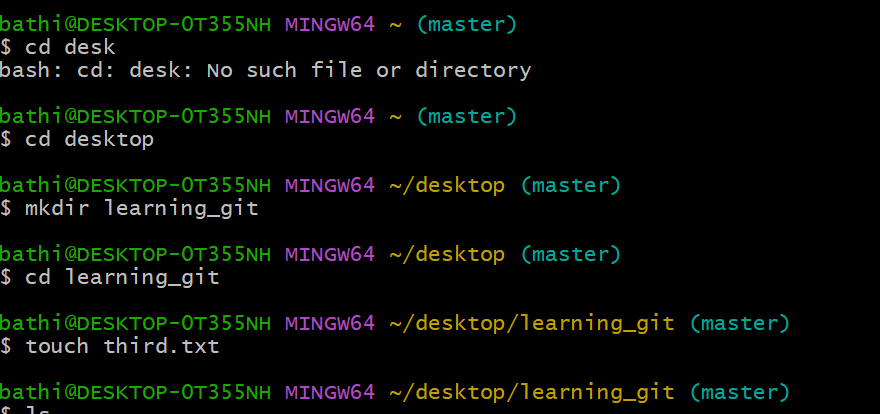 bathi@DESKTOP-OT355NH MINGW64 ~ (master)
$ cd desk
bash: cd: desk: No such file or directory
bathi@DESKTOP-OT355NH MINGW64 ~ (master)
$ cd desktop
bathi@DESKTOP-OT355NH MINGW64 ~/desktop (master)
$ mkdir learning_git
bathi@DESKTOP-OT355NH MINGW64 ~/desktop (master)
$ cd learning_git
bathi@DESKTOP-OT355NH MINGW64 ~/desktop/learning_git (master)
$ touch third.txt
bathi@DESKTOP-OT355NH MINGW64 ~/desktop/learning_git (master)
$ ls